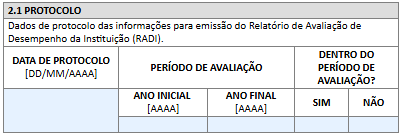 2.1 PROTOCOLO
Dados de protocolo das informações para emissão do Relatório de Avaliação de
Desempenho da Instituição (RADI).
DATA DE PROTOCOLO
[DD/MM/AAAA]
PERÍODO DE AVALIAÇÃO
DENTRO DO
PERÍODO DE
AVALIAÇÃO?
ANO INICIAL
[AAAA]
ANO FINAL
[AAAA]
SIM
NÃO